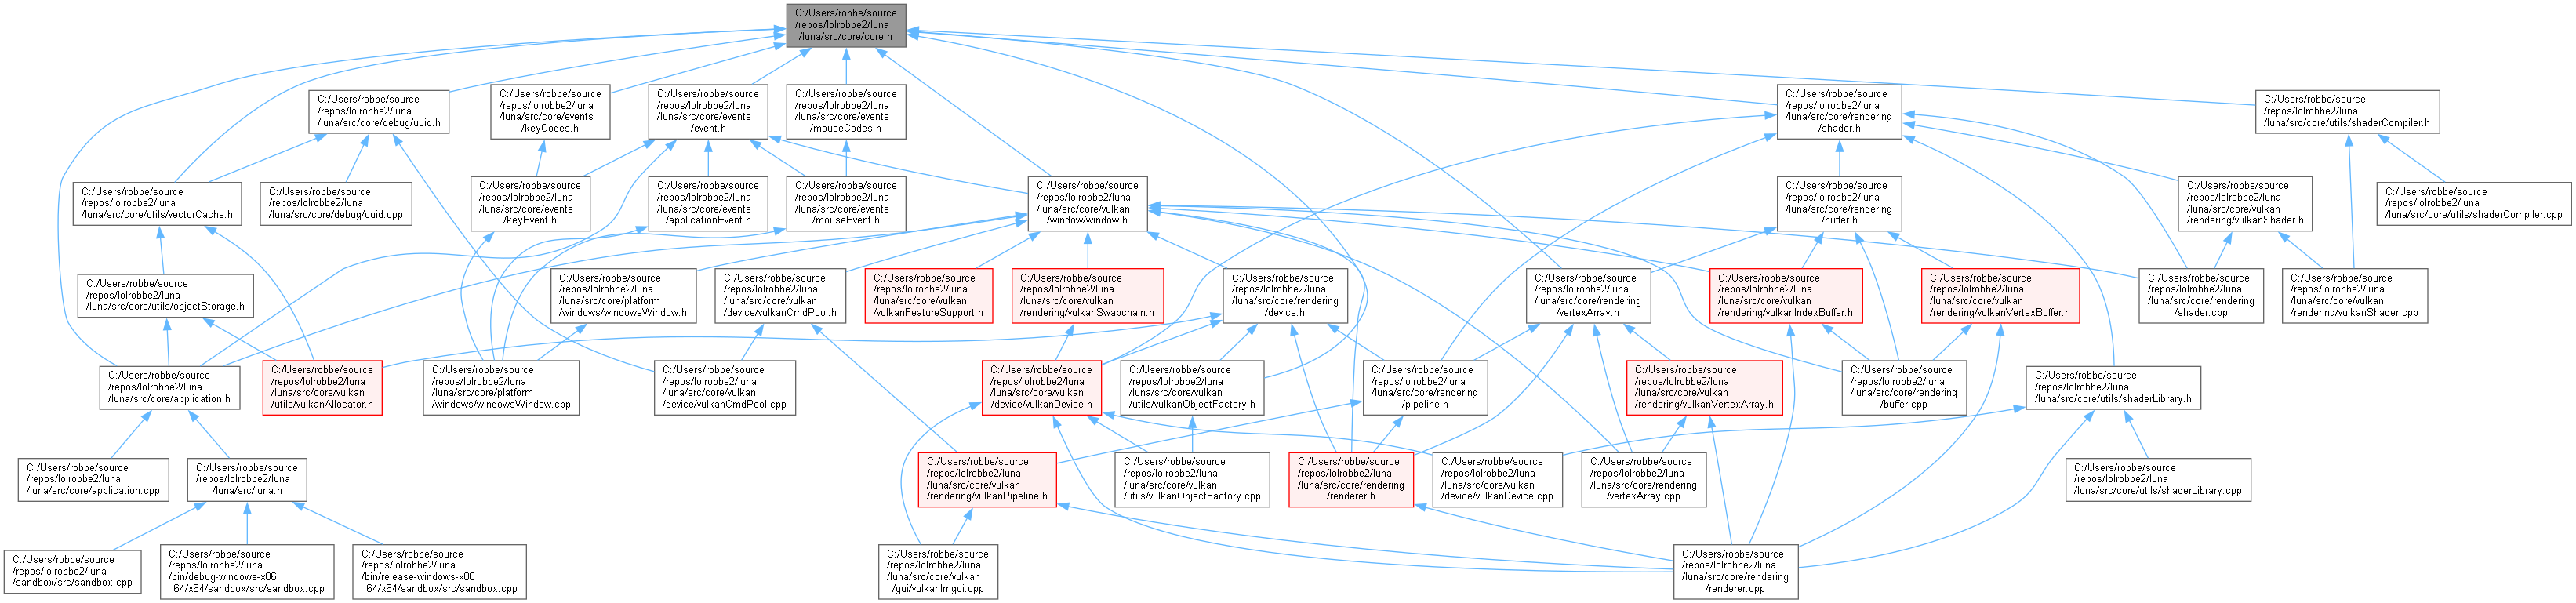 C:/Users/robbe/source
/repos/lolrobbe2/luna
/luna/src/core/core.h
C:/Users/robbe/source
/repos/lolrobbe2/luna
/luna/src/core/debug/uuid.h
C:/Users/robbe/source
/repos/lolrobbe2/luna
/luna/src/core/events
/keyCodes.h
C:/Users/robbe/source
/repos/lolrobbe2/luna
/luna/src/core/events
/event.h
C:/Users/robbe/source
/repos/lolrobbe2/luna
/luna/src/core/events
/mouseCodes.h
C:/Users/robbe/source
/repos/lolrobbe2/luna
/luna/src/core/rendering
/shader.h
C:/Users/robbe/source
/repos/lolrobbe2/luna
/luna/src/core/utils/shaderCompiler.h
C:/Users/robbe/source
/repos/lolrobbe2/luna
/luna/src/core/utils/vectorCache.h
C:/Users/robbe/source
/repos/lolrobbe2/luna
/luna/src/core/debug/uuid.cpp
C:/Users/robbe/source
/repos/lolrobbe2/luna
/luna/src/core/events
/keyEvent.h
C:/Users/robbe/source
/repos/lolrobbe2/luna
/luna/src/core/events
/applicationEvent.h
C:/Users/robbe/source
/repos/lolrobbe2/luna
/luna/src/core/events
/mouseEvent.h
C:/Users/robbe/source
/repos/lolrobbe2/luna
/luna/src/core/vulkan
/window/window.h
C:/Users/robbe/source
/repos/lolrobbe2/luna
/luna/src/core/rendering
/buffer.h
C:/Users/robbe/source
/repos/lolrobbe2/luna
/luna/src/core/vulkan
/rendering/vulkanShader.h
C:/Users/robbe/source
/repos/lolrobbe2/luna
/luna/src/core/utils/shaderCompiler.cpp
C:/Users/robbe/source
/repos/lolrobbe2/luna
/luna/src/core/utils/objectStorage.h
C:/Users/robbe/source
/repos/lolrobbe2/luna
/luna/src/core/platform
/windows/windowsWindow.h
C:/Users/robbe/source
/repos/lolrobbe2/luna
/luna/src/core/vulkan
/device/vulkanCmdPool.h
C:/Users/robbe/source
/repos/lolrobbe2/luna
/luna/src/core/vulkan
/vulkanFeatureSupport.h
C:/Users/robbe/source
/repos/lolrobbe2/luna
/luna/src/core/vulkan
/rendering/vulkanSwapchain.h
C:/Users/robbe/source
/repos/lolrobbe2/luna
/luna/src/core/rendering
/device.h
C:/Users/robbe/source
/repos/lolrobbe2/luna
/luna/src/core/rendering
/vertexArray.h
C:/Users/robbe/source
/repos/lolrobbe2/luna
/luna/src/core/vulkan
/rendering/vulkanIndexBuffer.h
C:/Users/robbe/source
/repos/lolrobbe2/luna
/luna/src/core/vulkan
/rendering/vulkanVertexBuffer.h
C:/Users/robbe/source
/repos/lolrobbe2/luna
/luna/src/core/rendering
/shader.cpp
C:/Users/robbe/source
/repos/lolrobbe2/luna
/luna/src/core/vulkan
/rendering/vulkanShader.cpp
C:/Users/robbe/source
/repos/lolrobbe2/luna
/luna/src/core/application.h
C:/Users/robbe/source
/repos/lolrobbe2/luna
/luna/src/core/vulkan
/utils/vulkanAllocator.h
C:/Users/robbe/source
/repos/lolrobbe2/luna
/luna/src/core/platform
/windows/windowsWindow.cpp
C:/Users/robbe/source
/repos/lolrobbe2/luna
/luna/src/core/vulkan
/device/vulkanCmdPool.cpp
C:/Users/robbe/source
/repos/lolrobbe2/luna
/luna/src/core/vulkan
/device/vulkanDevice.h
C:/Users/robbe/source
/repos/lolrobbe2/luna
/luna/src/core/vulkan
/utils/vulkanObjectFactory.h
C:/Users/robbe/source
/repos/lolrobbe2/luna
/luna/src/core/rendering
/pipeline.h
C:/Users/robbe/source
/repos/lolrobbe2/luna
/luna/src/core/vulkan
/rendering/vulkanVertexArray.h
C:/Users/robbe/source
/repos/lolrobbe2/luna
/luna/src/core/rendering
/buffer.cpp
C:/Users/robbe/source
/repos/lolrobbe2/luna
/luna/src/core/utils/shaderLibrary.h
C:/Users/robbe/source
/repos/lolrobbe2/luna
/luna/src/core/application.cpp
C:/Users/robbe/source
/repos/lolrobbe2/luna
/luna/src/luna.h
C:/Users/robbe/source
/repos/lolrobbe2/luna
/luna/src/core/vulkan
/rendering/vulkanPipeline.h
C:/Users/robbe/source
/repos/lolrobbe2/luna
/luna/src/core/vulkan
/utils/vulkanObjectFactory.cpp
C:/Users/robbe/source
/repos/lolrobbe2/luna
/luna/src/core/rendering
/renderer.h
C:/Users/robbe/source
/repos/lolrobbe2/luna
/luna/src/core/vulkan
/device/vulkanDevice.cpp
C:/Users/robbe/source
/repos/lolrobbe2/luna
/luna/src/core/rendering
/vertexArray.cpp
C:/Users/robbe/source
/repos/lolrobbe2/luna
/luna/src/core/utils/shaderLibrary.cpp
C:/Users/robbe/source
/repos/lolrobbe2/luna
/sandbox/src/sandbox.cpp
C:/Users/robbe/source
/repos/lolrobbe2/luna
/bin/debug-windows-x86
_64/x64/sandbox/src/sandbox.cpp
C:/Users/robbe/source
/repos/lolrobbe2/luna
/bin/release-windows-x86
_64/x64/sandbox/src/sandbox.cpp
C:/Users/robbe/source
/repos/lolrobbe2/luna
/luna/src/core/vulkan
/gui/vulkanImgui.cpp
C:/Users/robbe/source
/repos/lolrobbe2/luna
/luna/src/core/rendering
/renderer.cpp